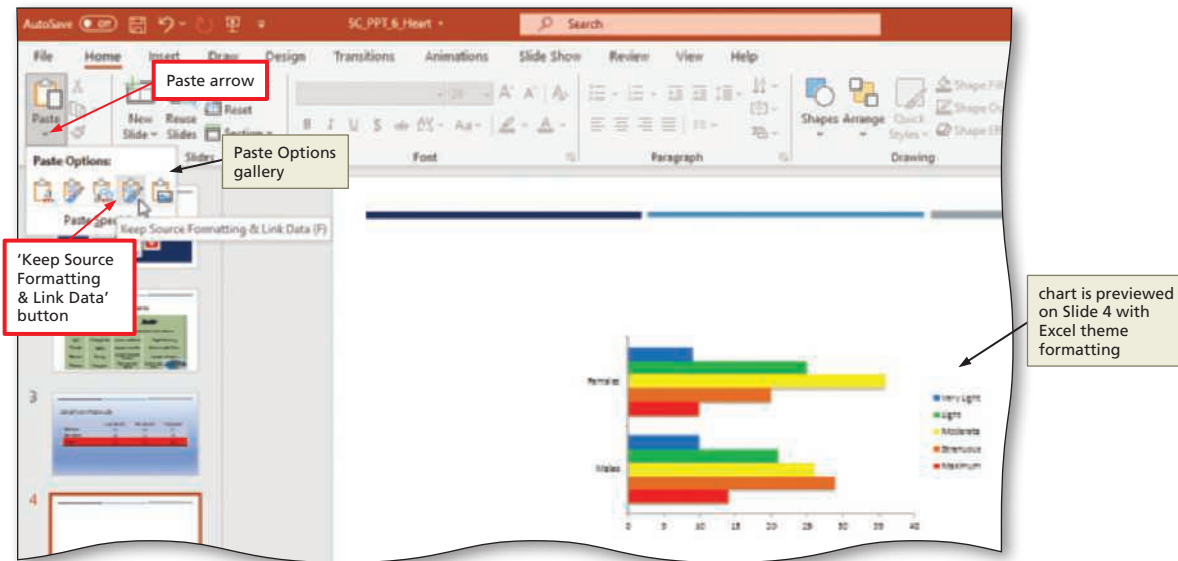 AutoSave Off SC_PPT_6_Heart Search
File Home Insert Draw Design Transitions Animations Slide Show Review View Help
Paste arrow
Paste
New Slide
Reuse Slides
Reset
Section
Shapes Arrange Quick Styles
Shape Fill
Slides Font Paragraph Drawing
Paste Options:
Paste Options
gallery
Paste Spe
Keep Source Formatting & Link Data (F)
'Keep Source
Formatting
& Link Data'
button
chart is previewed
on Slide 4 with
Excel theme
formatting
Females
Males
Very Light
Light
Moderate
Strenuous
Maximum
0 5 10 15 20 25 30 35 40
3
4